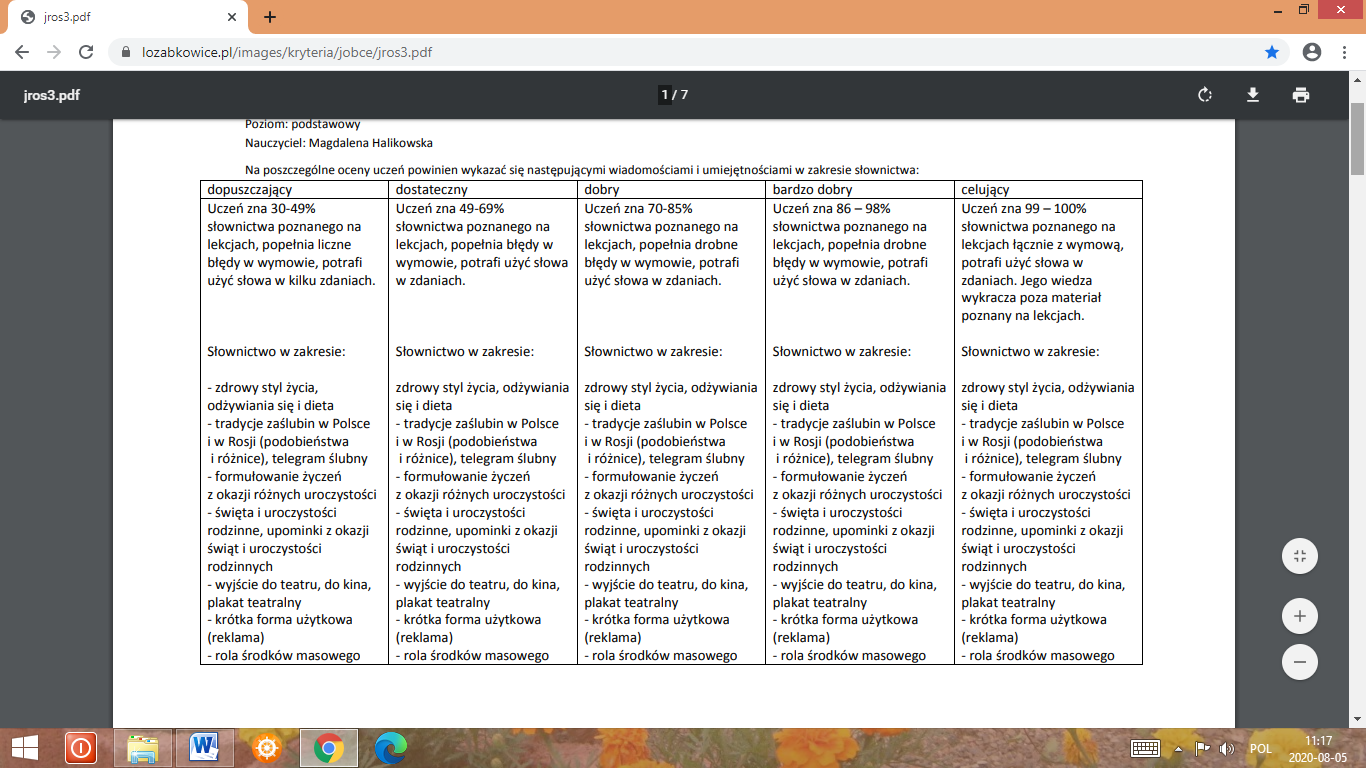 jros3.pdf
lozabkowice.pl/images/kryteria/jobce/jros3.pdf
jros3.pdf
1 / 7
Poziom: podstawowy
Nauczyciel: Magdalena Halikowska
Na poszczególne oceny uczeń powinien wykazać się następującymi wiadomościami i umiejętnościami w zakresie słownictwa:
dopuszczający
Uczeń zna 30-49%
słownictwa poznanego na
lekcjach, popełnia liczne
błędy w wymowie, potrafi
użyć słowa w kilku zdaniach.
Słownictwo w zakresie:
- zdrowy styl życia,
odżywiania się i dieta
- tradycje zaślubin w Polsce
i w Rosji (podobieństwa
i różnice), telegram ślubny
- formułowanie życzeń
z okazji różnych uroczystości
- święta i uroczystości
rodzinne, upominki z okazji
świąt i uroczystości
rodzinnych
- wyjście do teatru, do kina,
plakat teatralny
- krótka forma użytkowa
(reklama)
- rola środków masowego
dostateczny
Uczeń zna 49-69%
słownictwa poznanego na
lekcjach, popełnia błędy w
wymowie, potrafi użyć słowa
w zdaniach.
Słownictwo w zakresie:
zdrowy styl życia, odżywiania
się i dieta
- tradycje zaślubin w Polsce
i w Rosji (podobieństwa
i różnice), telegram ślubny
- formułowanie życzeń
z okazji różnych uroczystości
- święta i uroczystości
rodzinne, upominki z okazji
świąt i uroczystości
rodzinnych
- wyjście do teatru, do kina,
plakat teatralny
- krótka forma użytkowa
(reklama)
- rola środków masowego
dobry
Uczeń zna 70-85%
słownictwa poznanego na
lekcjach, popełnia drobne
błędy w wymowie, potrafi
użyć słowa w zdaniach.
Słownictwo w zakresie:
zdrowy styl życia, odżywiania
się i dieta
- tradycje zaślubin w Polsce
i w Rosji (podobieństwa
i różnice), telegram ślubny
- formułowanie życzeń
z okazji różnych uroczystości
- święta i uroczystości
rodzinne, upominki z okazji
świąt i uroczystości
rodzinnych
- wyjście do teatru, do kina,
plakat teatralny
- krótka forma użytkowa
(reklama)
- rola środków masowego
bardzo dobry
Uczeń zna 86 – 98%
słownictwa poznanego na
lekcjach, popełnia drobne
błędy w wymowie, potrafi
użyć słowa w zdaniach.
Słownictwo w zakresie:
zdrowy styl życia, odżywiania
się i dieta
- tradycje zaślubin w Polsce
i w Rosji (podobieństwa
i różnice), telegram ślubny
- formułowanie życzeń
z okazji różnych uroczystości
- święta i uroczystości
rodzinne, upominki z okazji
świąt i uroczystości
rodzinnych
- wyjście do teatru, do kina,
plakat teatralny
- krótka forma użytkowa
(reklama)
- rola środków masowego
celujący
Uczeń zna 99 – 100%
słownictwa poznanego na
lekcjach łącznie z wymową,
potrafi użyć słowa w
zdaniach. Jego wiedza
wykracza poza materiał
poznany na lekcjach.
Słownictwo w zakresie:
zdrowy styl życia, odżywiania
się i dieta
- tradycje zaślubin w Polsce
i w Rosji (podobieństwa
i różnice), telegram ślubny
- formułowanie życzeń
z okazji różnych uroczystości
- święta i uroczystości
rodzinne, upominki z okazji
świąt i uroczystości
rodzinnych
- wyjście do teatru, do kina,
plakat teatralny
- krótka forma użytkowa
(reklama)
- rola środków masowego
POL
11:17
2020-08-05